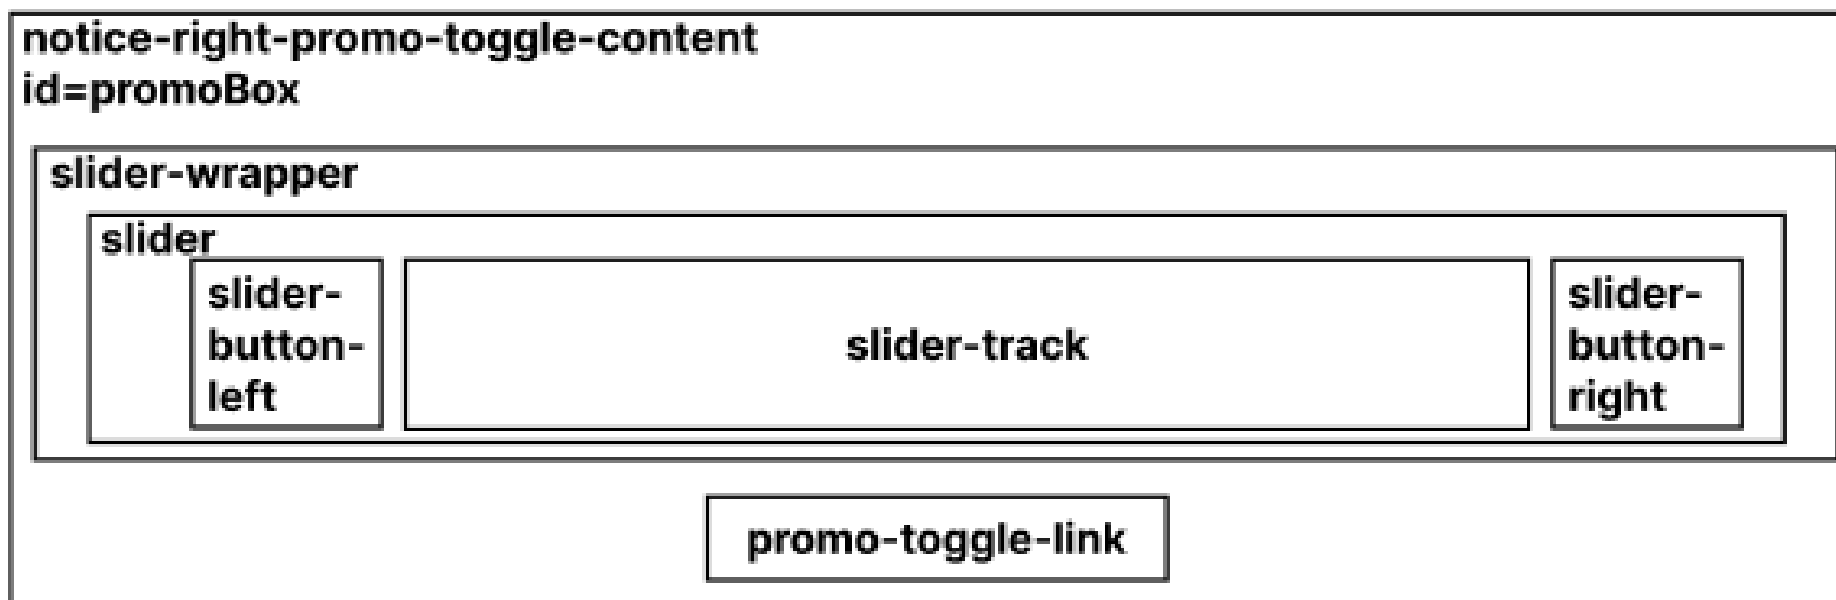 notice-right-promo-toggle-content
id=promoBox
slider-wrapper
slider
slider-
button-
left
slider-track
slider-
button-
right
promo-toggle-link